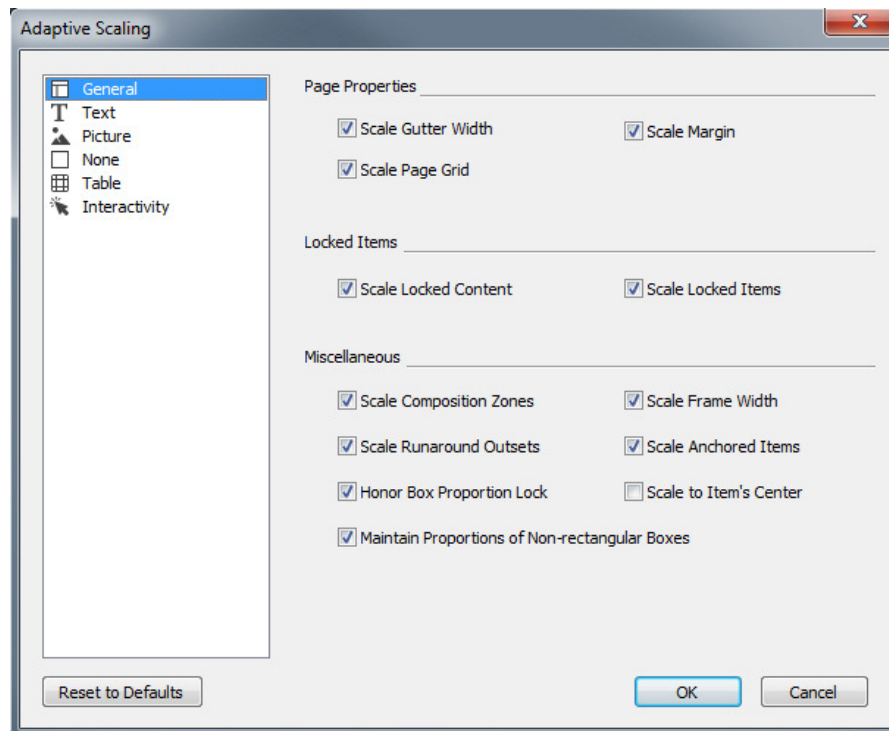 Adaptive Scaling
General
Text
Picture
None
Table
Interactivity
Page Properties
Scale Gutter Width
Scale Margin
Scale Page Grid
Locked Items
Scale Locked Content
Scale Locked Items
Miscellaneous
Scale Composition Zones
Scale Frame Width
Scale Runaround Outsets
Scale Anchored Items
Honor Box Proportion Lock
Scale to Item's Center
Maintain Proportions of Non-rectangular Boxes
Reset to Defaults
OK
Cancel